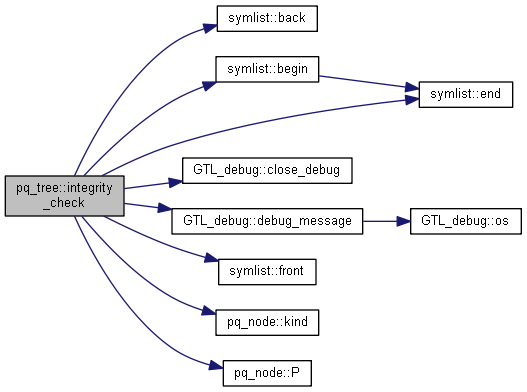 symlist::back
symlist::begin
symlist::end
GTL_debug::close_debug
pq_tree::integrity
_check
GTL_debug::debug_message
GTL_debug::os
symlist::front
pq_node::kind
pq_node::P